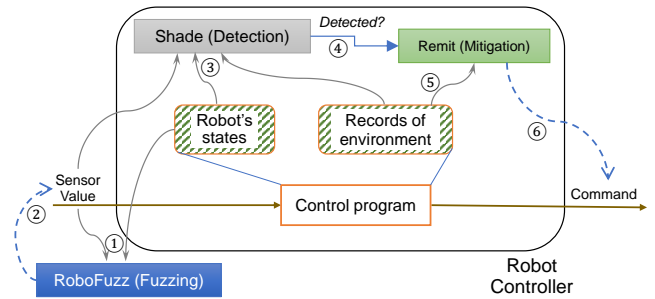 Detected?
Shade (Detection)
④
Remit (Mitigation)
③
⑤
Robot's
states
Records of
environment
⑥
Sensor
Value
Command
②
Control program
①
RoboFuzz (Fuzzing)
Robot
Controller